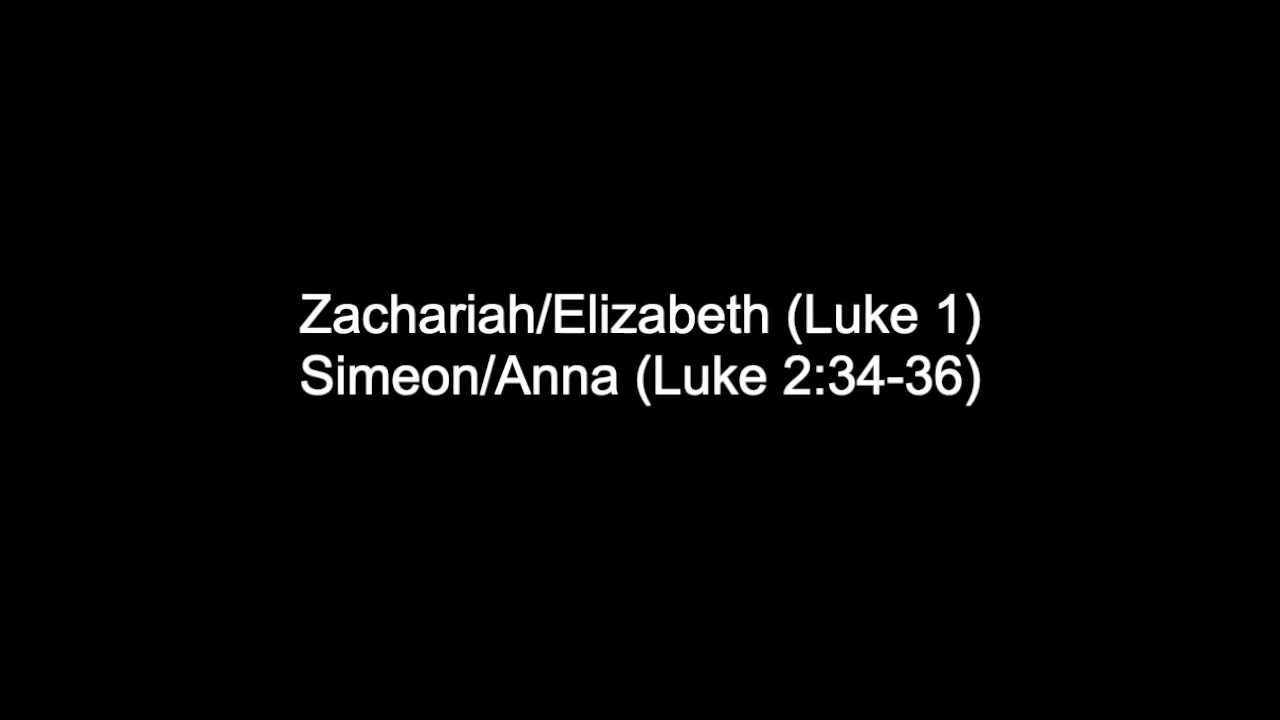 Zachariah/Elizabeth (Luke 1)
Simeon/Anna (Luke 2:34-36)